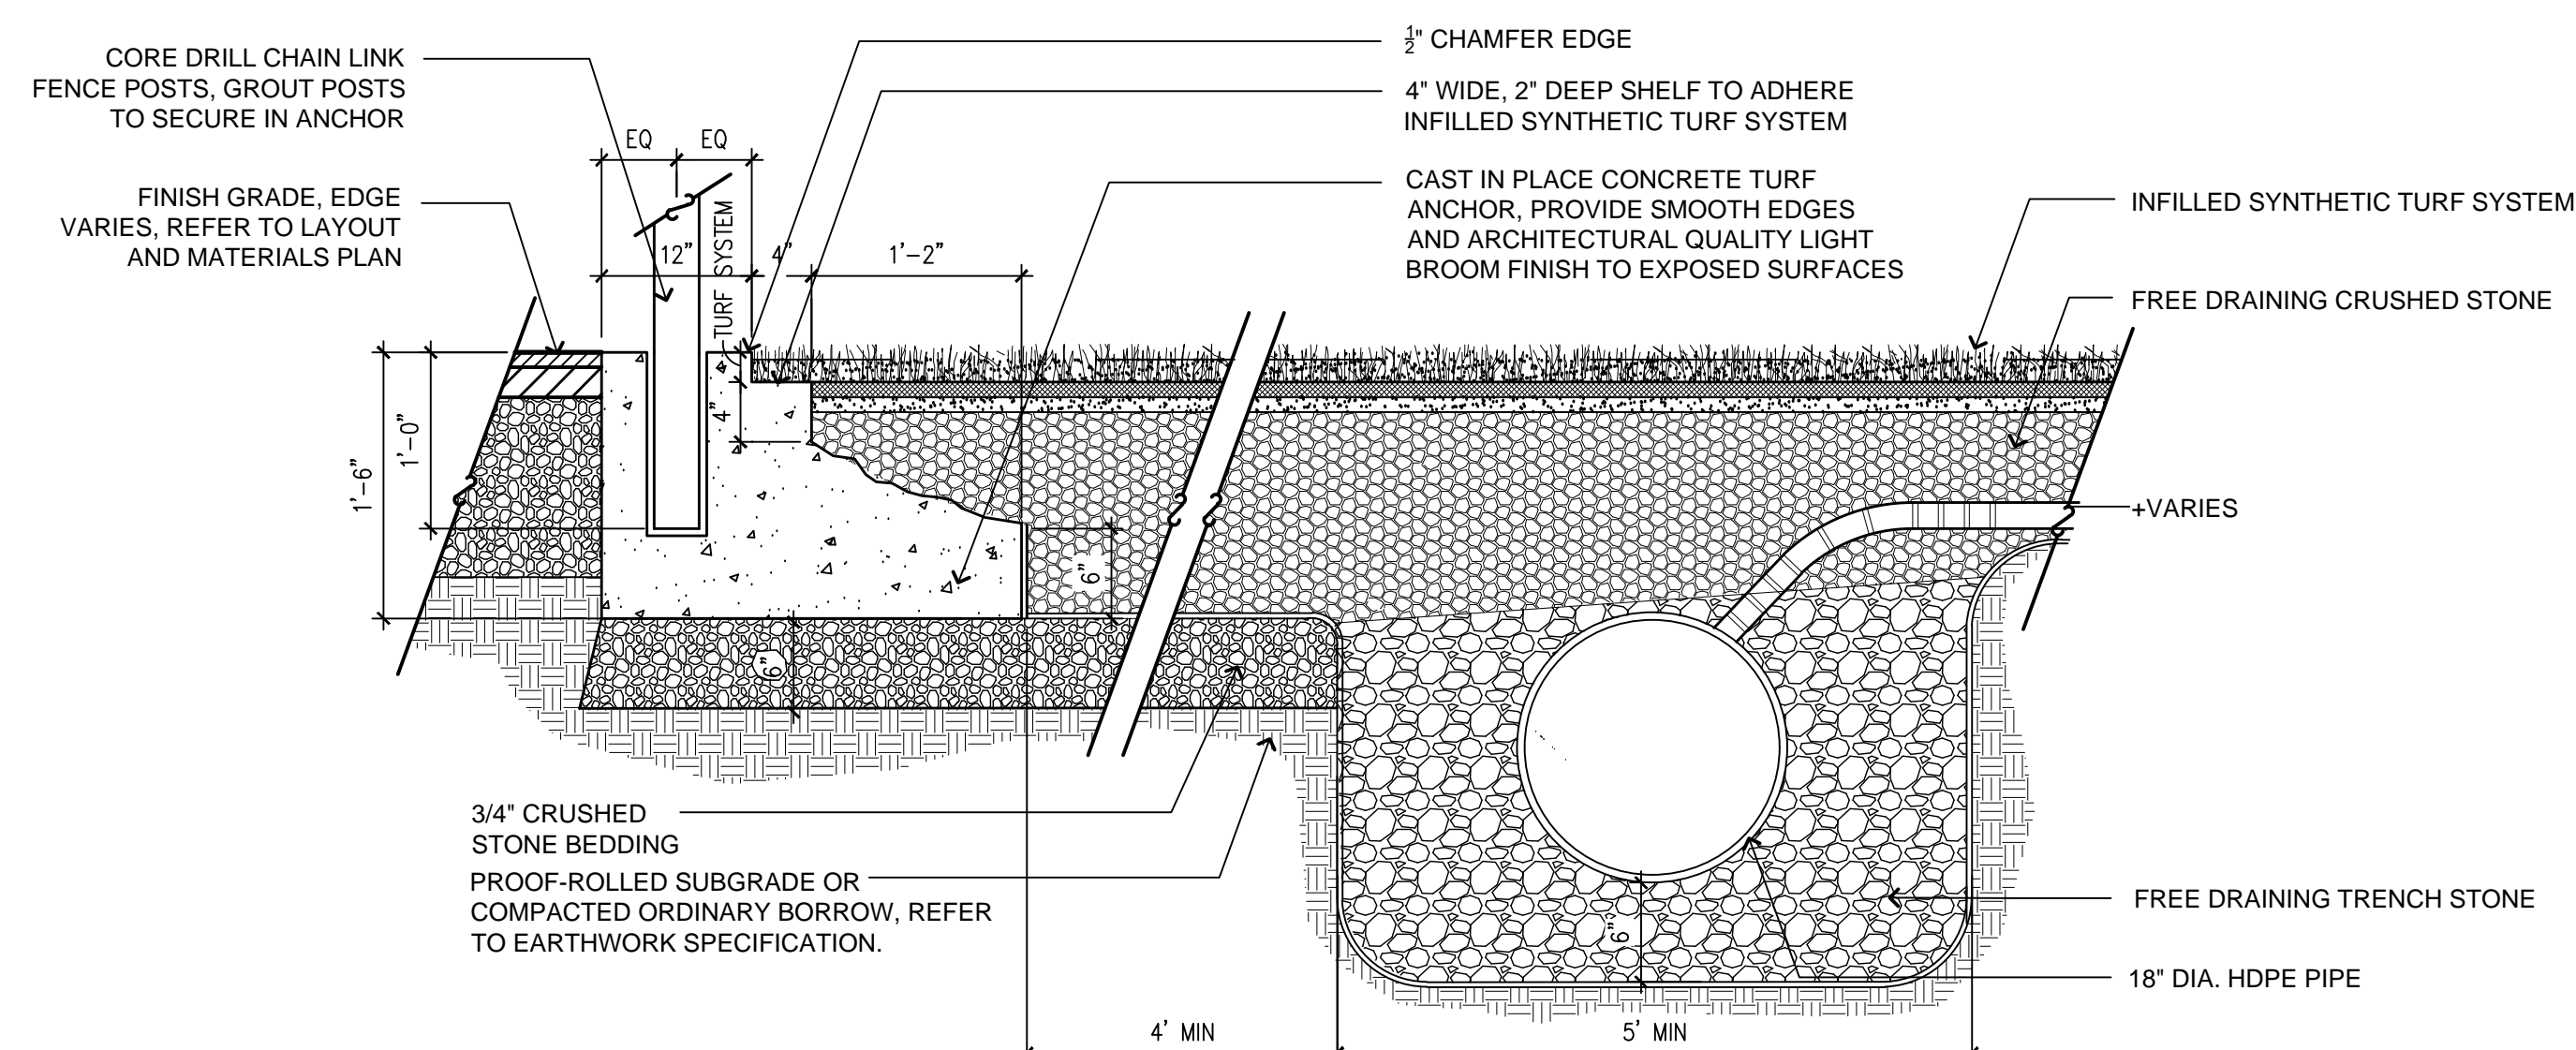 CORE DRILL CHAIN LINK
FENCE POSTS, GROUT POSTS
TO SECURE IN ANCHOR
FINISH GRADE, EDGE
VARIES, REFER TO LAYOUT
AND MATERIALS PLAN
EQ
EQ
12"
4"
1'-2"
TURF SYSTEM
1'-6"
1'-0"
4"
6"
6"
½" CHAMFER EDGE
4" WIDE, 2" DEEP SHELF TO ADHERE
INFILLED SYNTHETIC TURF SYSTEM
CAST IN PLACE CONCRETE TURF
ANCHOR, PROVIDE SMOOTH EDGES
AND ARCHITECTURAL QUALITY LIGHT
BROOM FINISH TO EXPOSED SURFACES
INFILLED SYNTHETIC TURF SYSTEM
FREE DRAINING CRUSHED STONE
+VARIES
3/4" CRUSHED
STONE BEDDING
PROOF-ROLLED SUBGRADE OR
COMPACTED ORDINARY BORROW, REFER
TO EARTHWORK SPECIFICATION.
6"
FREE DRAINING TRENCH STONE
18" DIA. HDPE PIPE
4' MIN
5' MIN